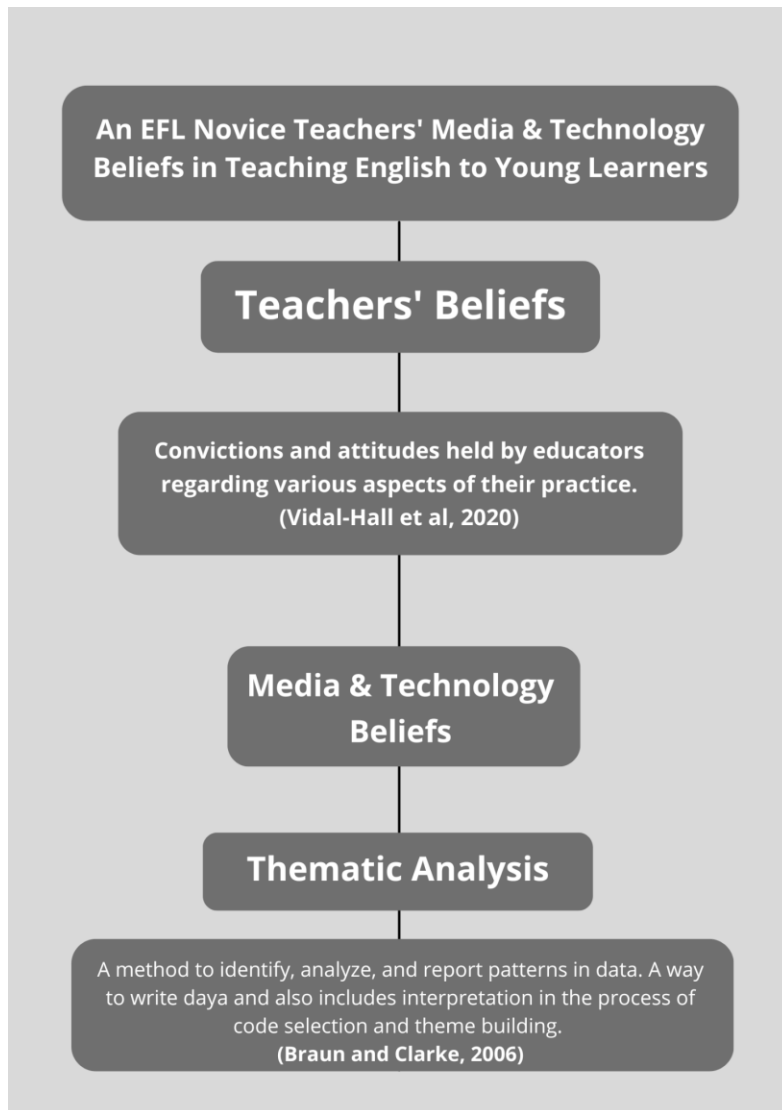 An EFL Novice Teachers' Media & Technology
Beliefs in Teaching English to Young Learners
Teachers' Beliefs
Convictions and attitudes held by educators
regarding various aspects of their practice.
(Vidal-Hall et al, 2020)
Media & Technology
Beliefs
Thematic Analysis
A method to identify, analyze, and report patterns in data. A way
to write daya and also includes interpretation in the process of
code selection and theme building.
(Braun and Clarke, 2006)